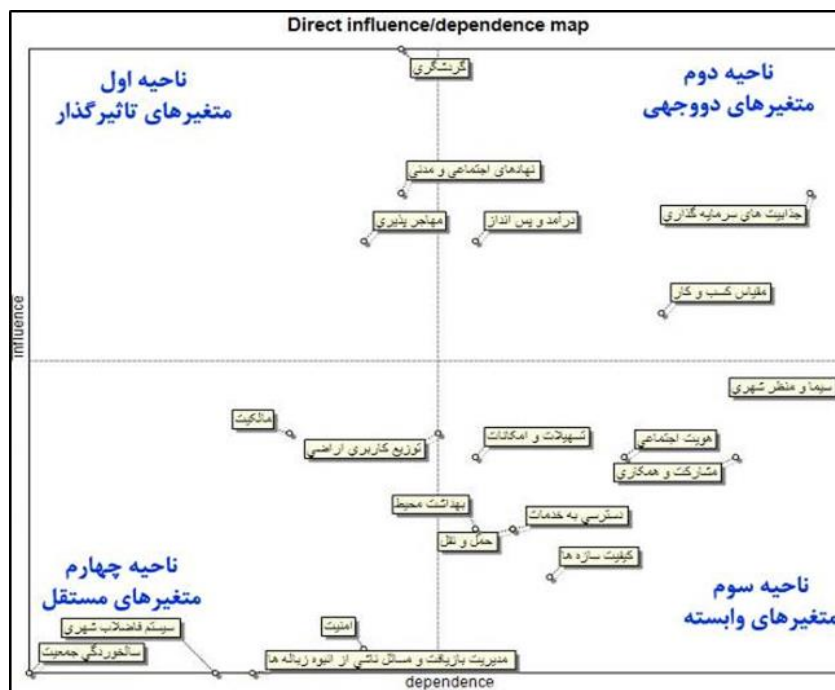 Direct influence/dependence map
ناحیه اول
متغیرهای تاثیرگذار
ناحیه دوم
متغیرهای دووجهی
گردشگری
نهادهای اجتماعی و مدنی
مهاجر پذیری
درآمد و پس انداز
جذابیت های سرمایه گذاری
مقیاس کسب و کار
influence
سیما و منظر شهری
مالکیت
توزیع کاربری اراضی
تسهیلات و امکانات
هویت اجتماعی
مشارکت و همکاری
بهداشت محیط
دسترسی به خدمات
حمل و نقل
کیفیت سازه ها
ناحیه چهارم
متغیرهای مستقل
ناحیه سوم
متغیرهای وابسته
سیستم فاضلاب شهری
امنیت
سالخوردگی جمعیت
مدیریت بازیافت و مسائل ناشی از انبوه زباله ها
dependence